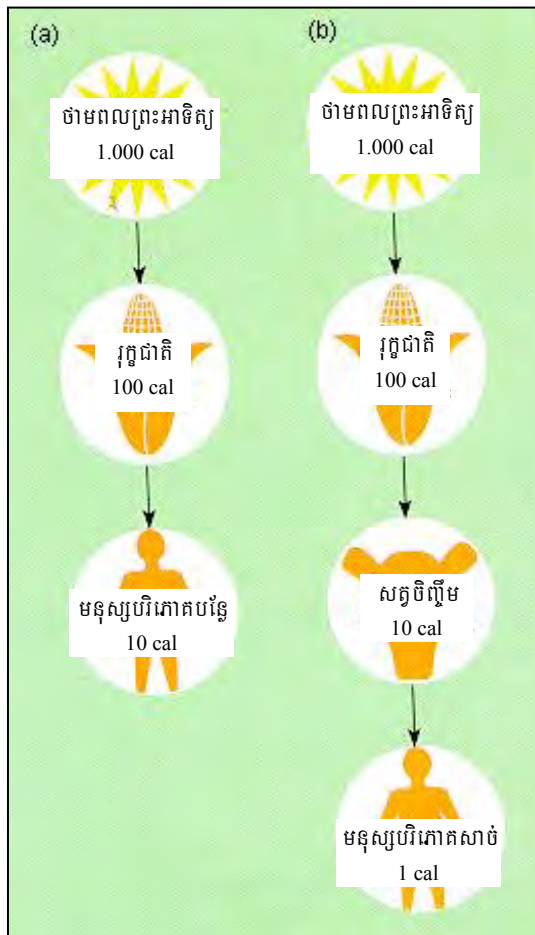 (a)
ថាមពលព្រះអាទិត្យ
1.000 cal
រុក្ខជាតិ
100 cal
មនុស្សបរិភោគបន្លែ
10 cal
(b)
ថាមពលព្រះអាទិត្យ
1.000 cal
រុក្ខជាតិ
100 cal
សត្វចិញ្ចឹម
10 cal
មនុស្សបរិភោគសាច់
1 cal